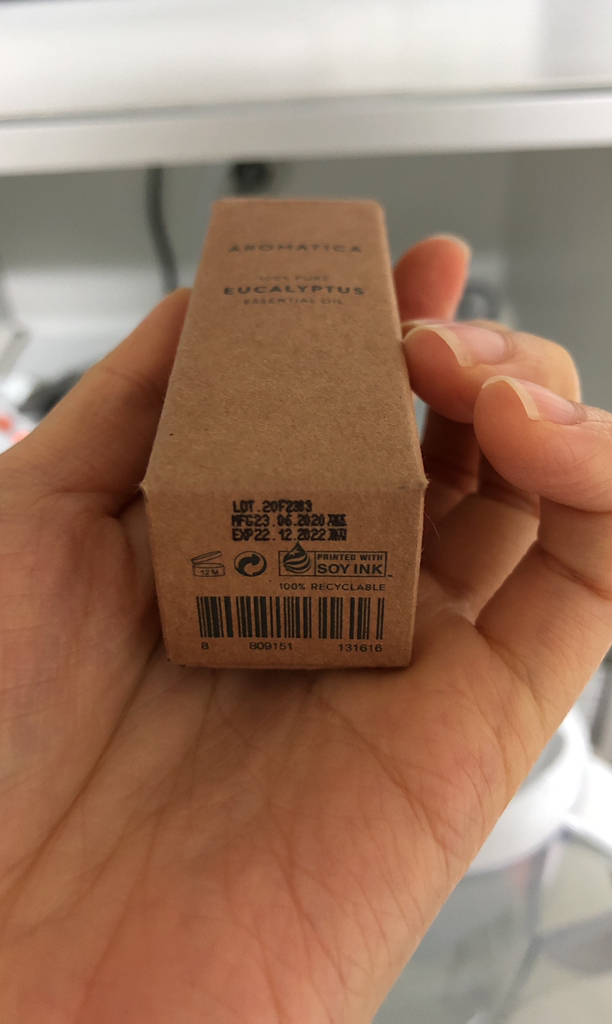 AROMATICA
100% PURE
EUCALYPTUS
ESSENTIAL OIL
LOT.20F2303
MFG23.06.2020
EXP22.12.2022
12 M
PRINTED WITH
SOY INK
100% RECYCLABLE
8 809151 131616